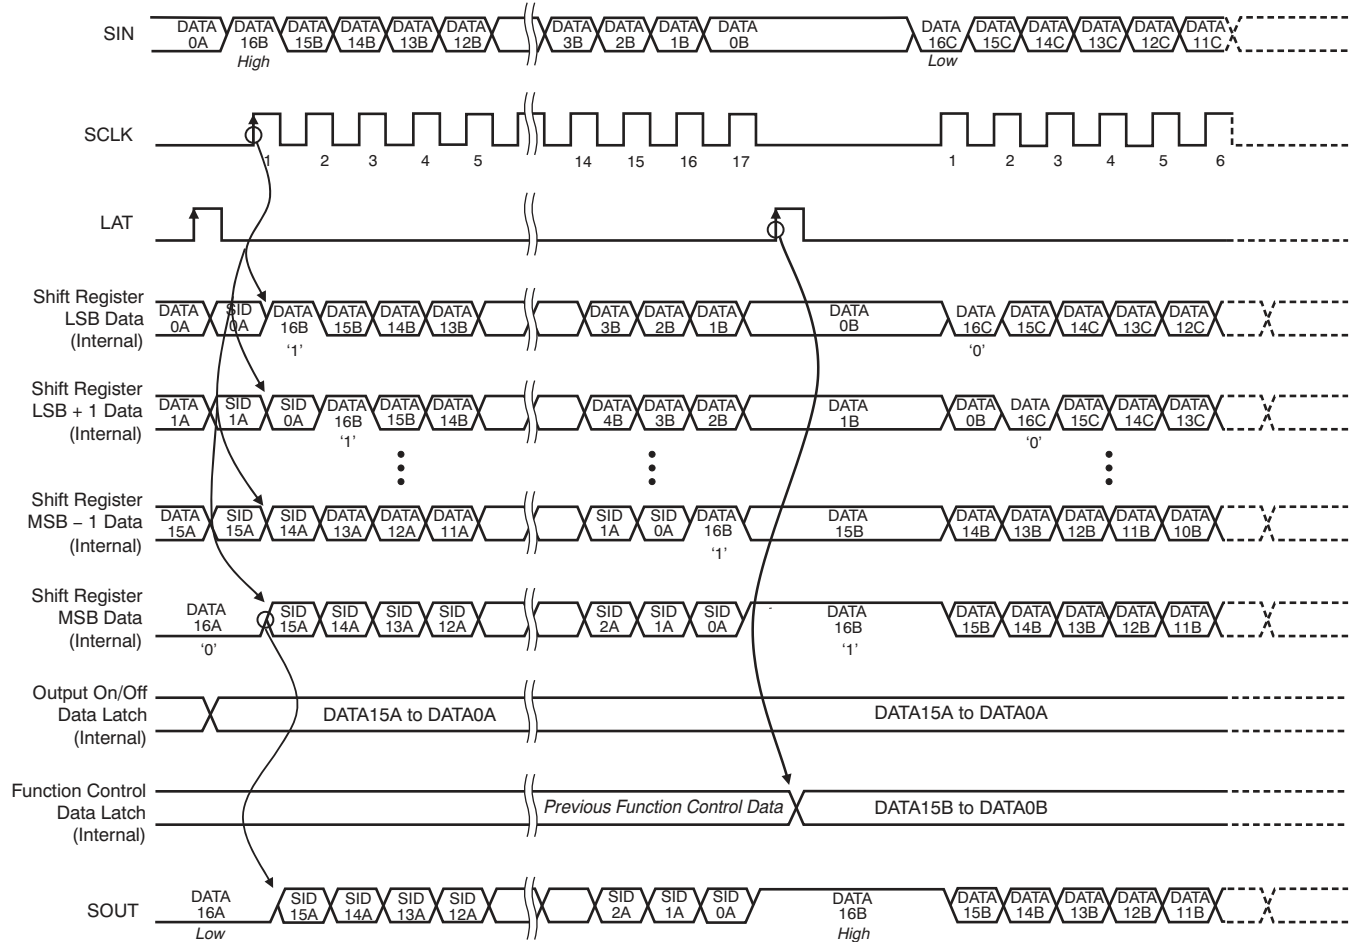 SIN
DATA 0A
DATA 16B
DATA 15B
DATA 14B
DATA 13B
DATA 12B
DATA 3B
DATA 2B
DATA 1B
DATA 0B
DATA 16C
DATA 15C
DATA 14C
DATA 13C
DATA 12C
DATA 11C
High
Low
SCLK
1 2 3 4 5 14 15 16 17 1 2 3 4 5 6
LAT
Shift Register
LSB Data
(Internal)
DATA 0A
SID 0A
DATA 16B
DATA 15B
DATA 14B
DATA 13B
DATA 3B
DATA 2B
DATA 1B
DATA 0B
DATA 16C
DATA 15C
DATA 14C
DATA 13C
DATA 12C
'1'
'0'
Shift Register
LSB + 1 Data
(Internal)
DATA 1A
SID 1A
SID 0A
DATA 16B
DATA 15B
DATA 14B
DATA 4B
DATA 3B
DATA 2B
DATA 1B
DATA 0B
DATA 16C
DATA 15C
DATA 14C
DATA 13C
'1'
'0'
Shift Register
MSB – 1 Data
(Internal)
DATA 15A
SID 15A
SID 14A
DATA 13A
DATA 12A
DATA 11A
SID 1A
SID 0A
DATA 16B
DATA 15B
DATA 14B
DATA 13B
DATA 12B
DATA 11B
DATA 10B
'1'
Shift Register
MSB Data
(Internal)
DATA 16A
SID 15A
SID 14A
SID 13A
SID 12A
SID 2A
SID 1A
SID 0A
DATA 16B
DATA 15B
DATA 14B
DATA 13B
DATA 12B
DATA 11B
'0'
'1'
Output On/Off
Data Latch
(Internal)
DATA15A to DATA0A
DATA15A to DATA0A
Function Control
Data Latch
(Internal)
Previous Function Control Data
DATA15B to DATA0B
SOUT
DATA 16A
SID 15A
SID 14A
SID 13A
SID 12A
SID 2A
SID 1A
SID 0A
DATA 16B
DATA 15B
DATA 14B
DATA 13B
DATA 12B
DATA 11B
Low
High